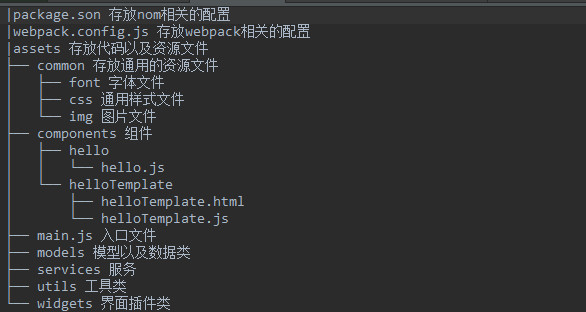 |package.son 存放nom相关的配置
|webpack.config.js 存放webpack相关的配置
|assets 存放代码以及资源文件
├── common 存放通用的资源文件
│   ├── font 字体文件
│   ├── css 通用样式文件
│   └── img 图片文件
├── components 组件
│   ├── hello
│   │   └── hello.js
│   └── helloTemplate
│       ├── helloTemplate.html
│       └── helloTemplate.js
├── main.js 入口文件
├── models 模型以及数据类
├── services 服务
├── utils 工具类
└── widgets 界面插件类